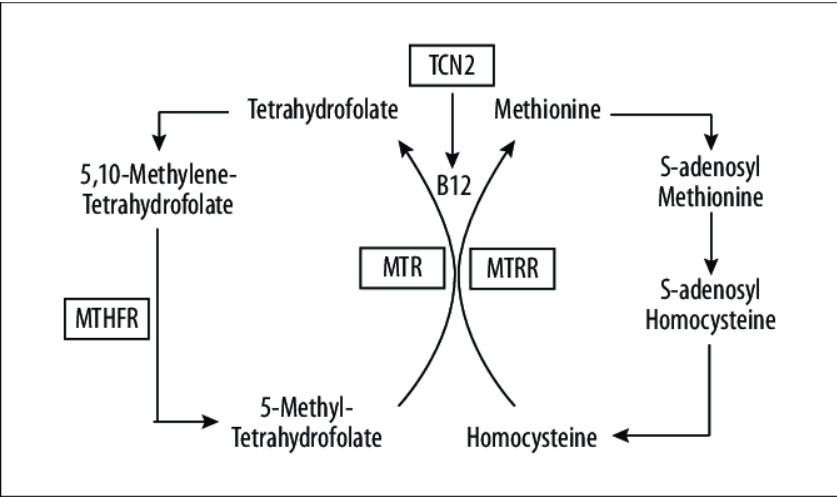 TCN2
Tetrahydrofolate
Methionine
5,10-Methylene-
Tetrahydrofolate
B12
S-adenosyl
Methionine
MTR
MTRR
MTHFR
S-adenosyl
Homocysteine
5-Methyl-
Tetrahydrofolate
Homocysteine